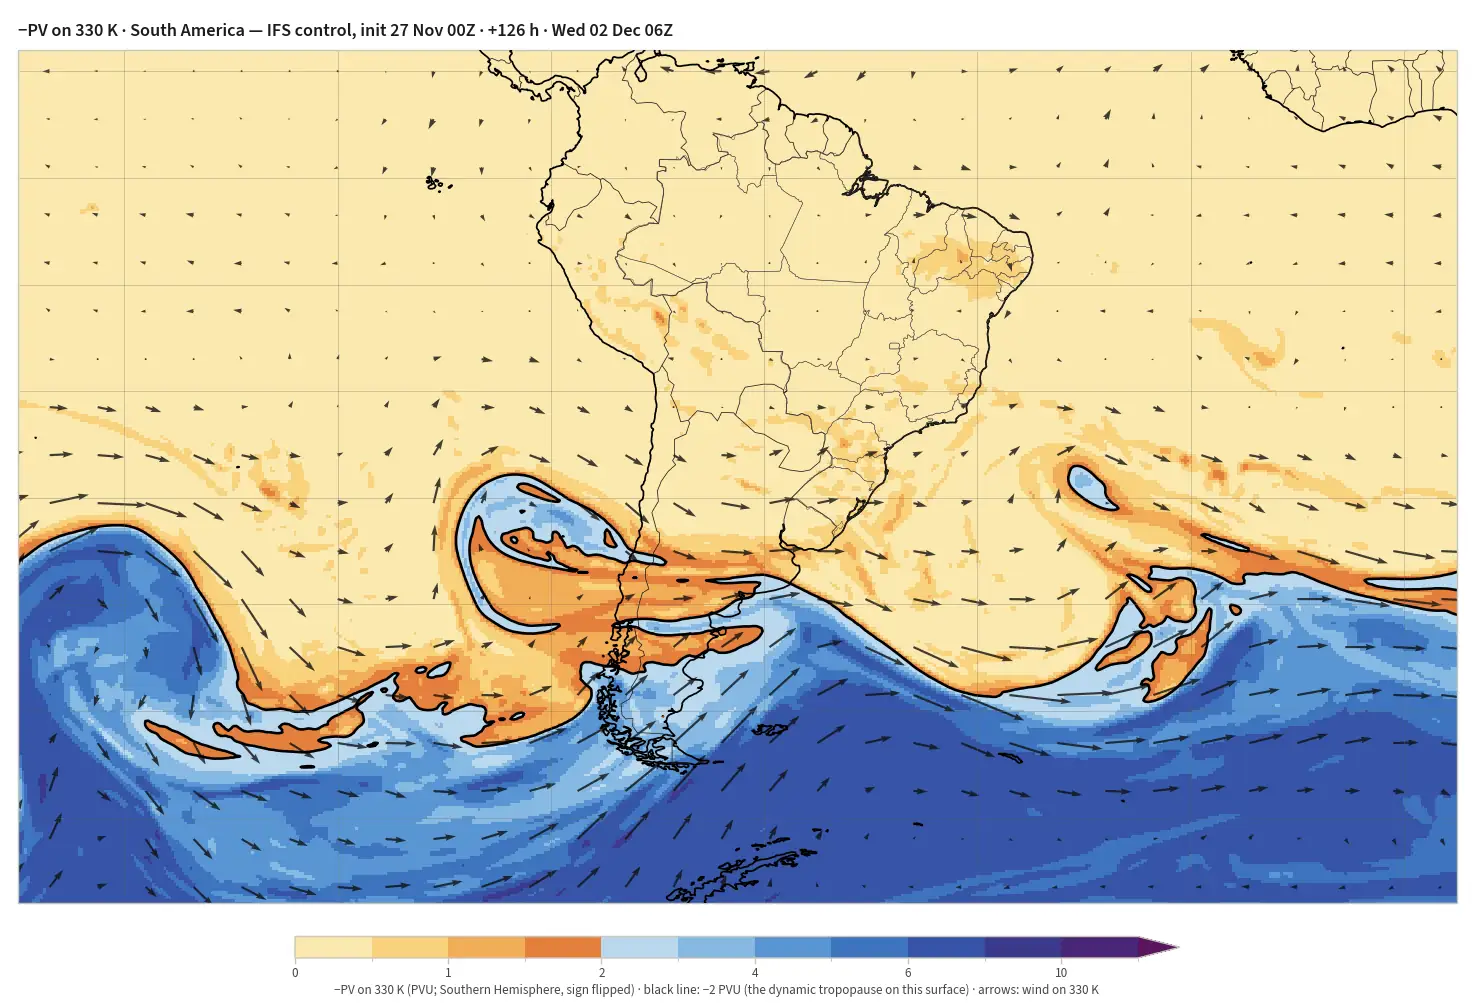 −PV on 330 K · South America — IFS control, init 27 Nov 00Z · +126 h · Wed 02 Dec 06Z
0 1 2 4 6 10
−PV on 330 K (PVU; Southern Hemisphere, sign flipped) · black line: −2 PVU (the dynamic tropopause on this surface) · arrows: wind on 330 K